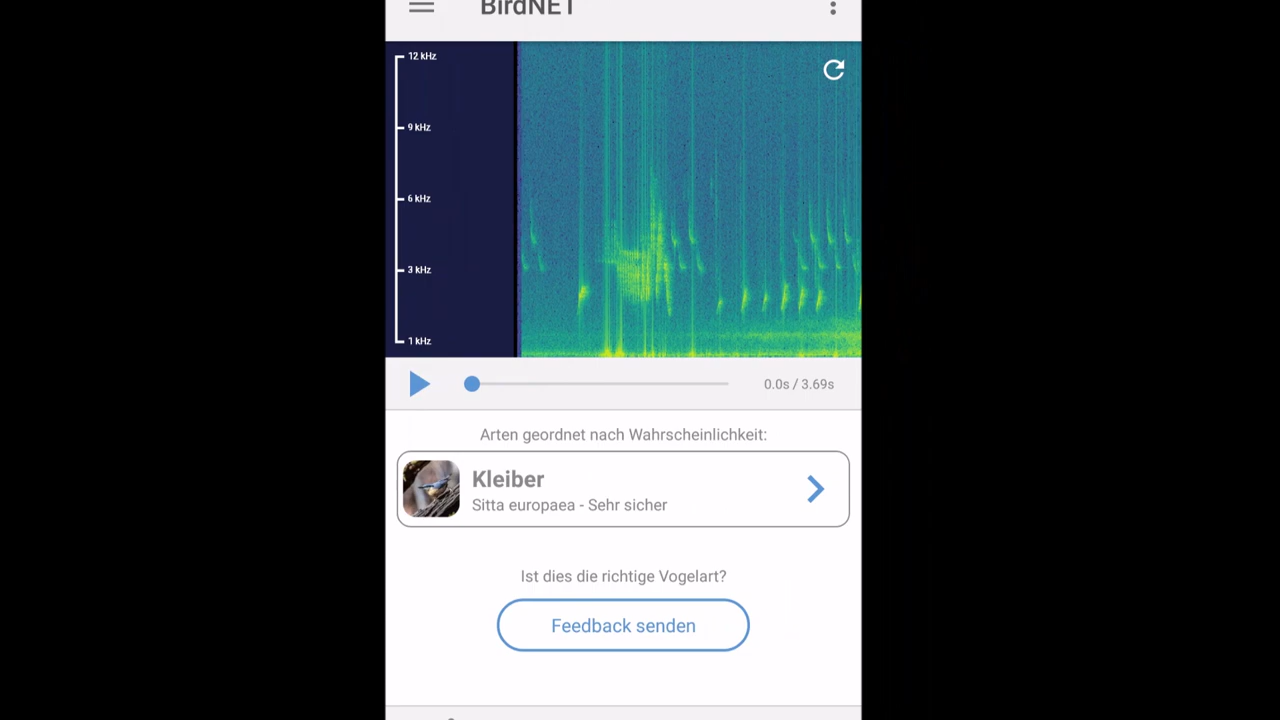 BirdNET
12 kHz
9 kHz
6 kHz
3 kHz
1 kHz
0.0s / 3.69s
Arten geordnet nach Wahrscheinlichkeit:
Kleiber
Sitta europaea - Sehr sicher
Ist dies die richtige Vogelart?
Feedback senden